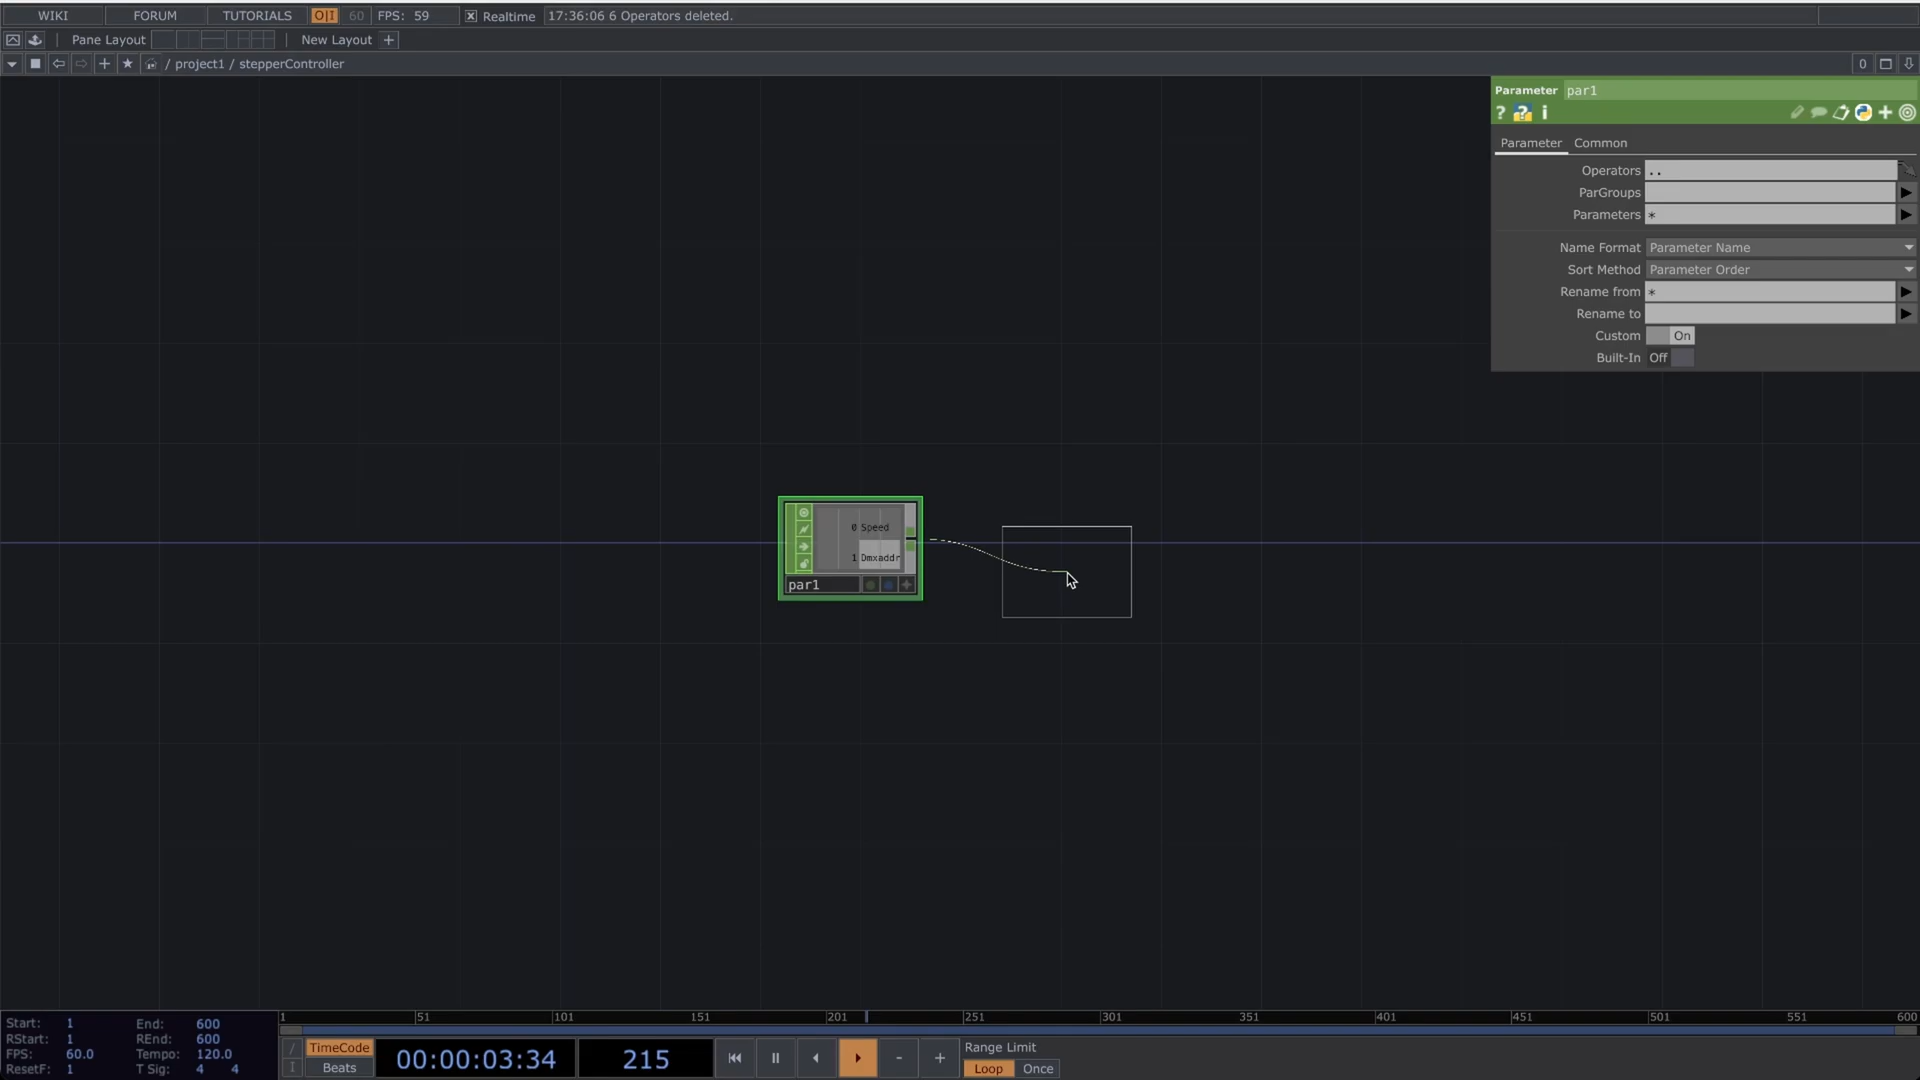 WIKI FORUM TUTORIALS O|I 60 FPS: 59 Realtime 17:36:06 6 Operators deleted.
Pane Layout New Layout +
/ project1 / stepperController 0
Parameter par1
? ? i
Parameter Common
Operators ..
ParGroups
Parameters *
Name Format Parameter Name
Sort Method Parameter Order
Rename from *
Rename to
Custom On
Built-In Off
0 Speed
1 Dmxaddr
par1
1 51 101 151 201 251 301 351 401 451 501 551 600
Start: 1 End: 600
RStart: 1 REnd: 600
FPS: 60.0 Tempo: 120.0
ResetF: 1 T Sig: 4 4
/
I
TimeCode
Beats
00:00:03:34
215
- +
Range Limit
Loop Once